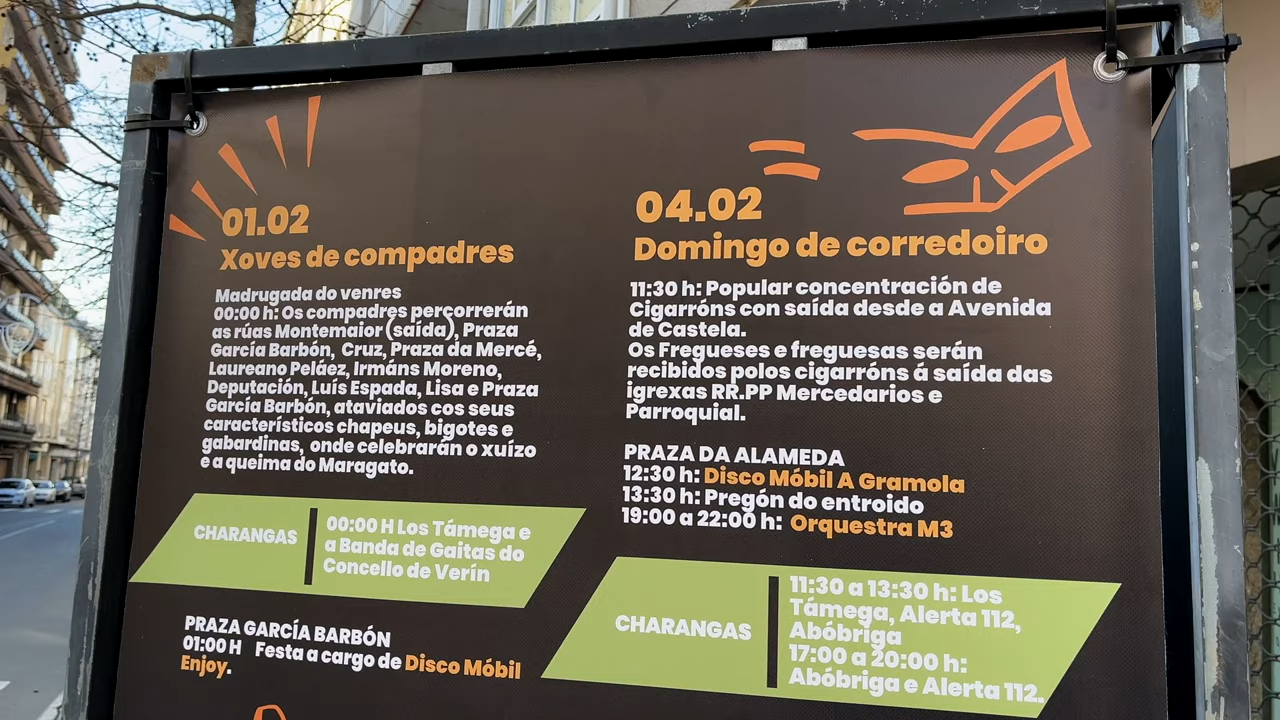 01.02
Xoves de compadres
Madrugada do venres
00:00 h: Os compadres percorrerán
as rúas Montemaior (saída), Praza
García Barbón, Cruz, Praza da Mercé,
Laureano Peláez, Irmáns Moreno,
Deputación, Luís Espada, Lisa e Praza
García Barbón, ataviados cos seus
característicos chapeus, bigotes e
gabardinas, onde celebrarán o xuízo
e a queima do Maragato.
CHARANGAS
00:00 H Los Támega e
a Banda de Gaitas do
Concello de Verín
PRAZA GARCÍA BARBÓN
01:00 H Festa a cargo de Disco Móbil
Enjoy.
04.02
Domingo de corredoiro
11:30 h: Popular concentración de
Cigarróns con saída desde a Avenida
de Castela.
Os Fregueses e freguesas serán
recibidos polos cigarróns á saída das
igrexas RR.PP Mercedarios e
Parroquial.
PRAZA DA ALAMEDA
12:30 h: Disco Móbil A Gramola
13:30 h: Pregón do entroido
19:00 a 22:00 h: Orquestra M3
CHARANGAS
11:30 a 13:30 h: Los
Támega, Alerta 112,
Abóbriga
17:00 a 20:00 h:
Abóbriga e Alerta 112.